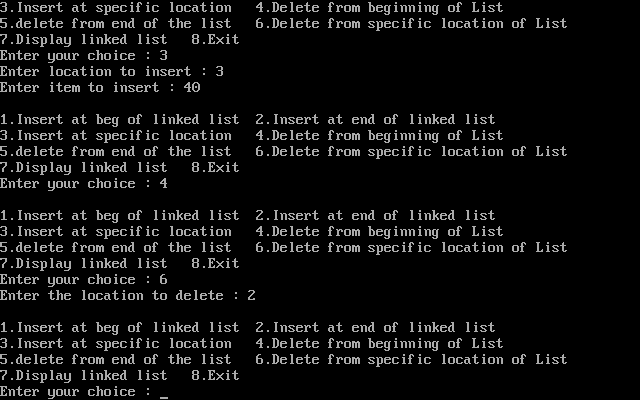 3.Insert at specific location   4.Delete from beginning of List
5.delete from end of the list   6.Delete from specific location of List
7.Display linked list   8.Exit
Enter your choice : 3
Enter location to insert : 3
Enter item to insert : 40

1.Insert at beg of linked list  2.Insert at end of linked list
3.Insert at specific location   4.Delete from beginning of List
5.delete from end of the list   6.Delete from specific location of List
7.Display linked list   8.Exit
Enter your choice : 4

1.Insert at beg of linked list  2.Insert at end of linked list
3.Insert at specific location   4.Delete from beginning of List
5.delete from end of the list   6.Delete from specific location of List
7.Display linked list   8.Exit
Enter your choice : 6
Enter the location to delete : 2

1.Insert at beg of linked list  2.Insert at end of linked list
3.Insert at specific location   4.Delete from beginning of List
5.delete from end of the list   6.Delete from specific location of List
7.Display linked list   8.Exit
Enter your choice : _